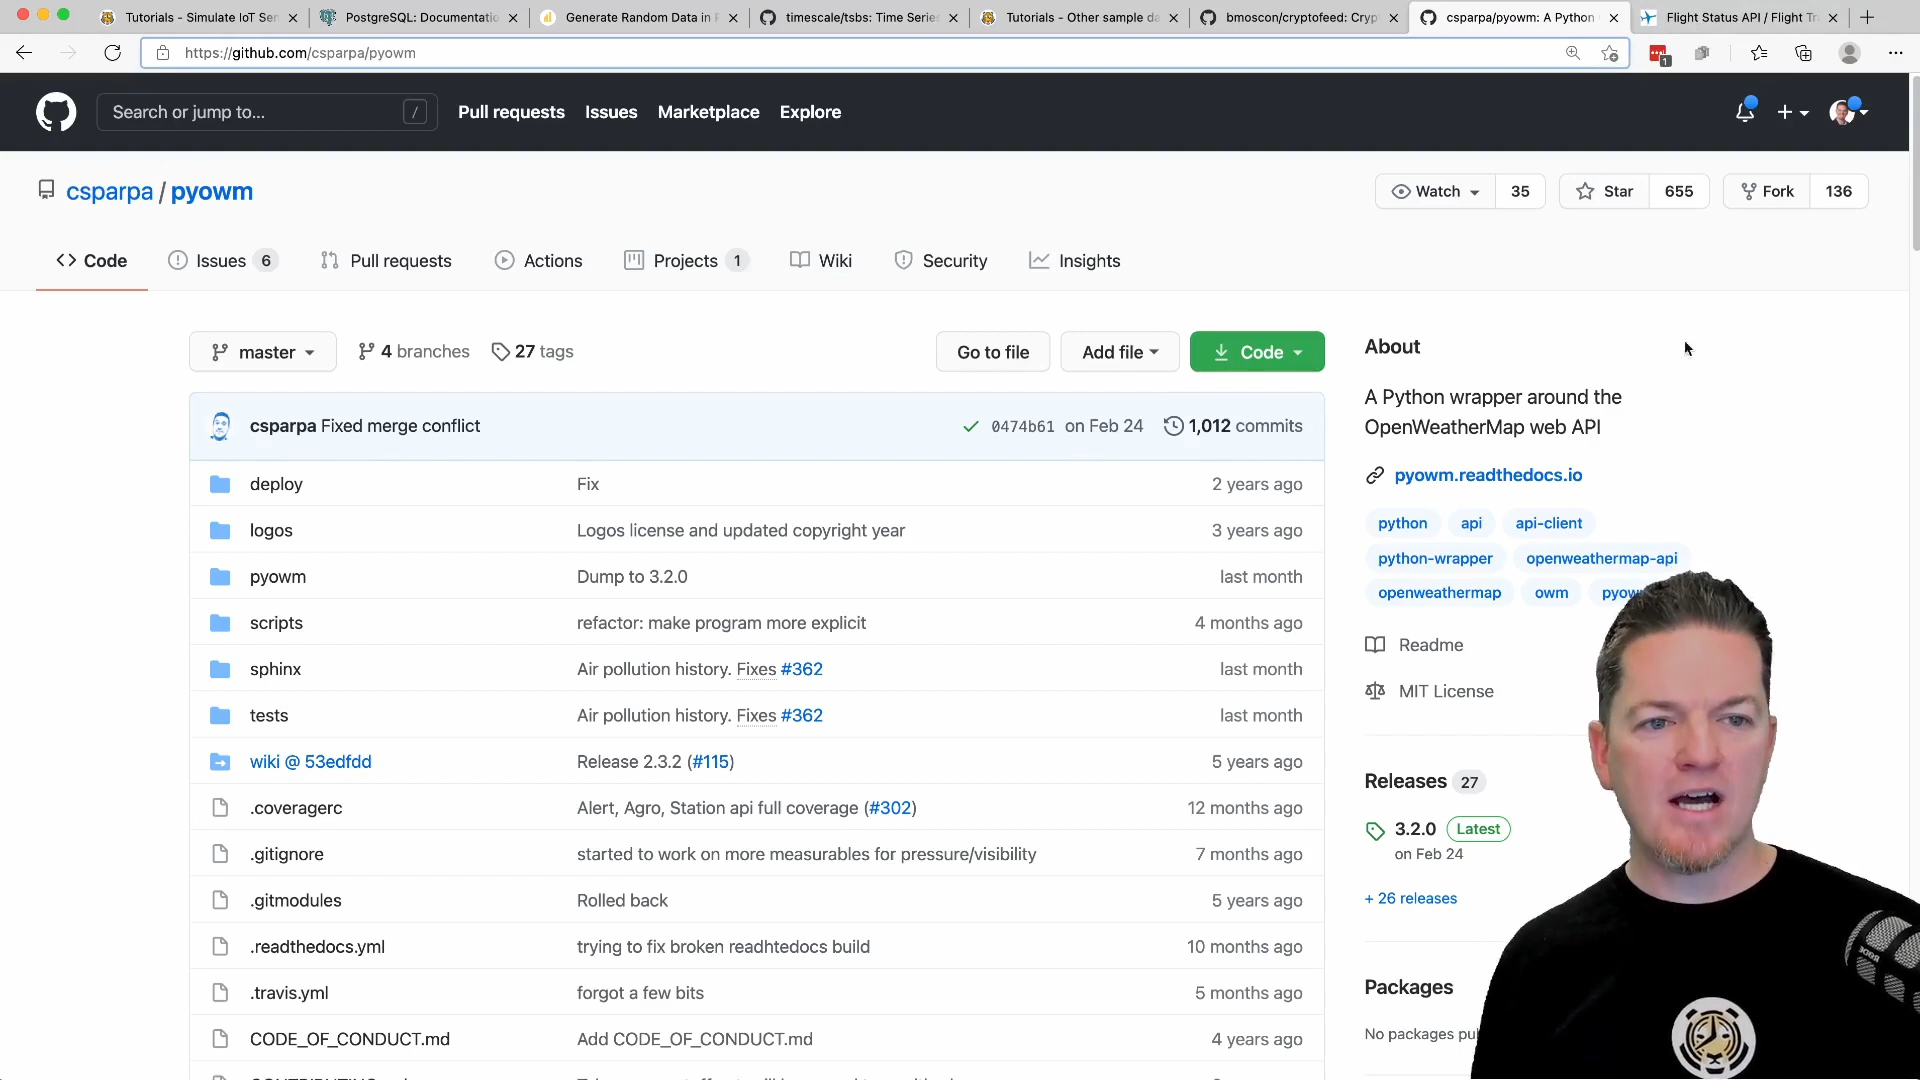 Tutorials - Simulate IoT Ser
PostgreSQL: Documentatio
Generate Random Data in
timescale/tsbs: Time Series
Tutorials - Other sample da
bmoscon/cryptofeed: Cryp
csparpa/pyowm: A Python
Flight Status API / Flight Tr
https://github.com/csparpa/pyowm
1
Search or jump to...
/
Pull requests
Issues
Marketplace
Explore
csparpa / pyowm
Watch 35
Star 655
Fork 136
Code
Issues 6
Pull requests
Actions
Projects 1
Wiki
Security
Insights
master
4 branches
27 tags
Go to file
Add file
Code
csparpa Fixed merge conflict
0474b61 on Feb 24
1,012 commits
deploy Fix 2 years ago
logos Logos license and updated copyright year 3 years ago
pyowm Dump to 3.2.0 last month
scripts refactor: make program more explicit 4 months ago
sphinx Air pollution history. Fixes #362 last month
tests Air pollution history. Fixes #362 last month
wiki @ 53edfdd Release 2.3.2 (#115) 5 years ago
.coveragerc Alert, Agro, Station api full coverage (#302) 12 months ago
.gitignore started to work on more measurables for pressure/visibility 7 months ago
.gitmodules Rolled back 5 years ago
.readthedocs.yml trying to fix broken readhtedocs build 10 months ago
.travis.yml forgot a few bits 5 months ago
CODE_OF_CONDUCT.md Add CODE_OF_CONDUCT.md 4 years ago
About
A Python wrapper around the
OpenWeatherMap web API
pyowm.readthedocs.io
python api api-client
python-wrapper openweathermap-api
openweathermap owm pyow
Readme
MIT License
Releases 27
3.2.0 Latest
on Feb 24
+ 26 releases
Packages
No packages pu
RODE